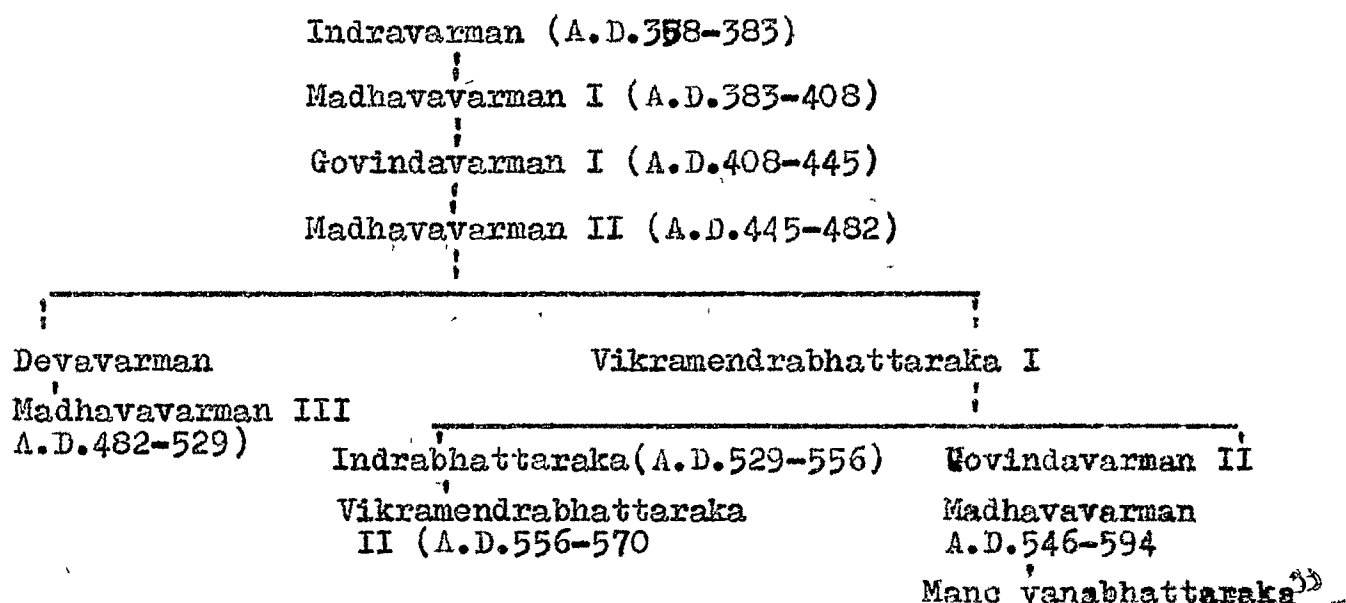 Indravarman (A.D.358-383)
Madhavavarman I (A.D.383-408)
Govindavarman I (A.D.408-445)
Madhavavarman II (A.D.445-482)
Devavarman Vikramendrabhattaraka I
Madhavavarman III
A.D.482-529)
Indrabhattaraka(A.D.529-556) Govindavarman II
Vikramendrabhattaraka Madhavavarman
II (A.D.556-570 A.D.546-594
Manc yanabhattaraka